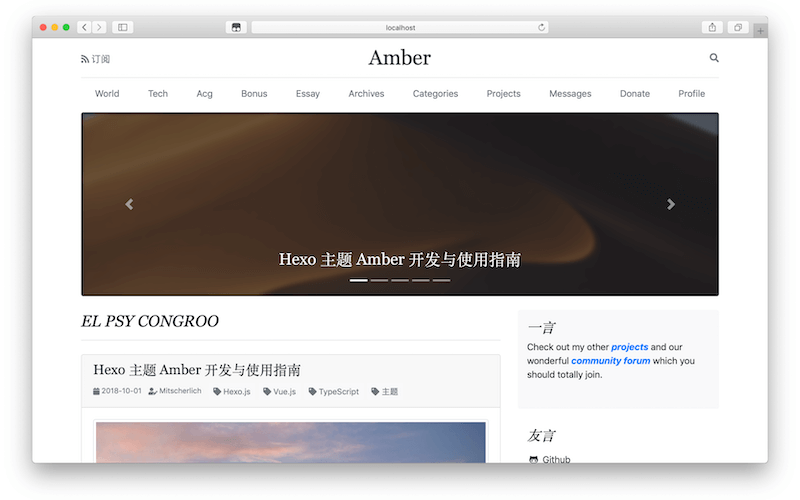 localhost
订阅
Amber
World Tech Acg Bonus Essay Archives Categories Projects Messages Donate Profile
Hexo 主题 Amber 开发与使用指南
EL PSY CONGROO
Hexo 主题 Amber 开发与使用指南
2018-10-01 Mitscherlich Hexo.js Vue.js TypeScript 主题
一言
Check out my other projects and our
wonderful community forum which you
should totally join.
友言
Github